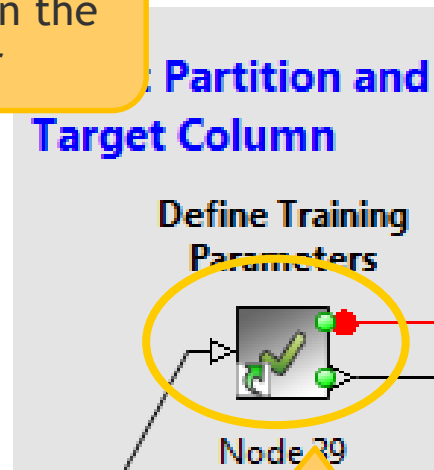 n the
: Partition and
Target Column
Define Training
Parameters
Node 39